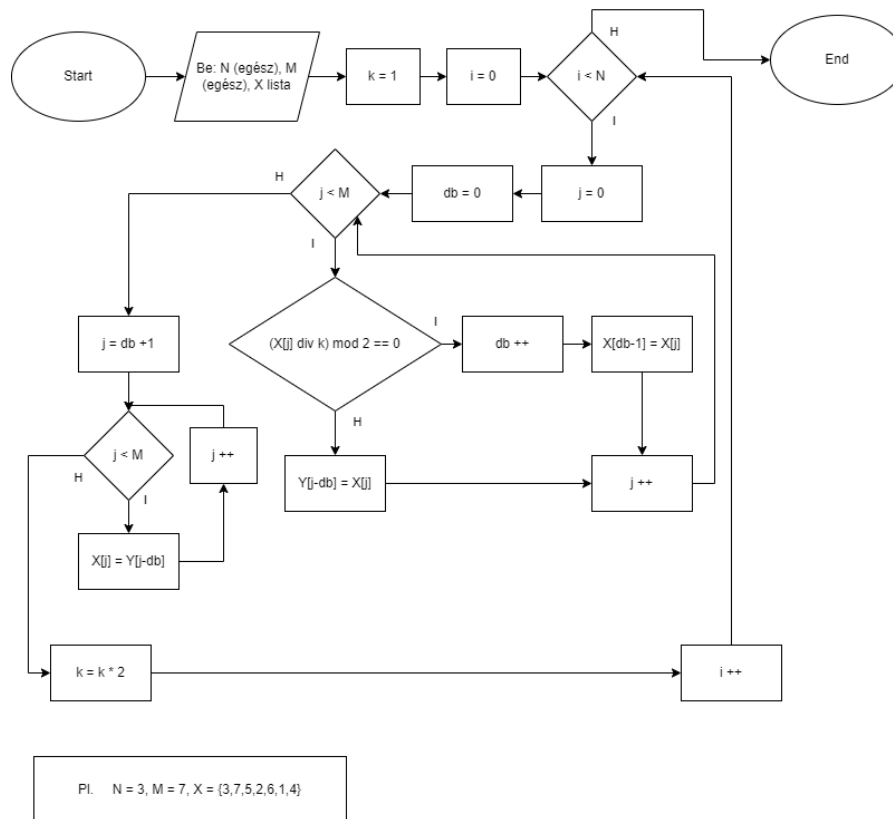 Start
Be: N (egész), M
(egész), X lista
k = 1
i = 0
i < N
H
End
I
j = 0
db = 0
j < M
H
I
(X[j] div k) mod 2 == 0
I
db ++
X[db-1] = X[j]
H
Y[j-db] = X[j]
j ++
j = db +1
j < M
H
I
j ++
X[j] = Y[j-db]
k = k * 2
i ++
Pl. N = 3, M = 7, X = {3,7,5,2,6,1,4}